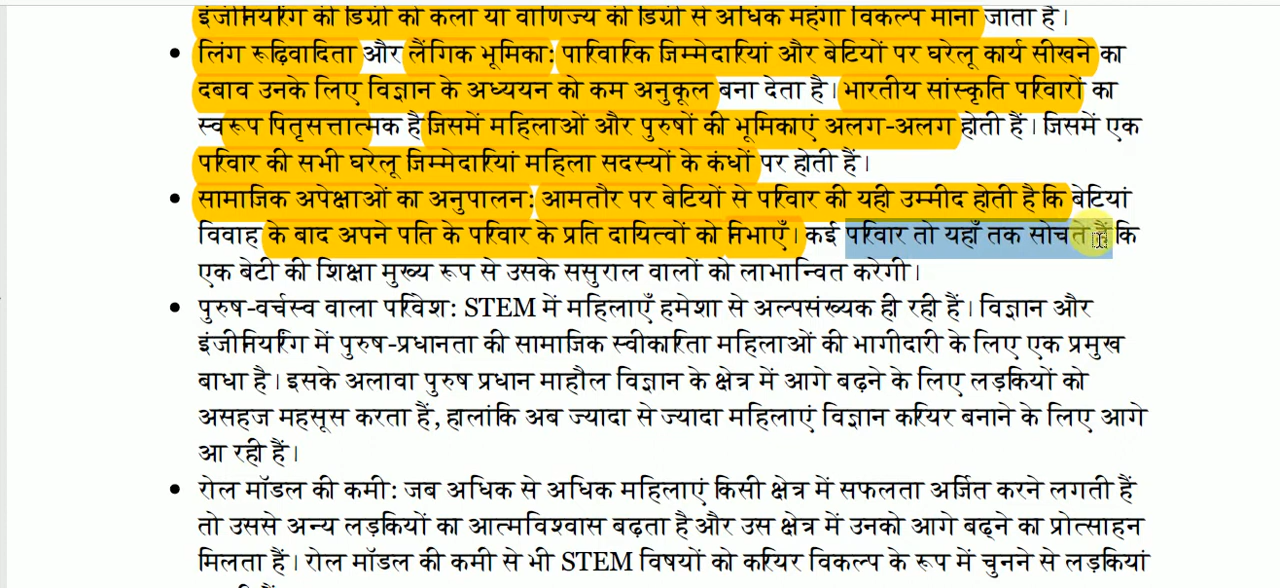 इंजीनियरिंग की डिग्री को कला या वाणिज्य की डिग्री से अधिक महंगा विकल्प माना जाता है।
• लिंग रूढ़िवादिता और लैंगिक भूमिका: पारिवारिक जिम्मेदारियां और बेटियों पर घरेलू कार्य सीखने का
दबाव उनके लिए विज्ञान के अध्ययन को कम अनुकूल बना देता है। भारतीय सांस्कृति परिवारों का
स्वरूप पितृसत्तात्मक है जिसमें महिलाओं और पुरुषों की भूमिकाएं अलग-अलग होती हैं। जिसमें एक
परिवार की सभी घरेलू जिम्मेदारियां महिला सदस्यों के कंधों पर होती हैं।
• सामाजिक अपेक्षाओं का अनुपालन: आमतौर पर बेटियों से परिवार की यही उम्मीद होती है कि बेटियां
विवाह के बाद अपने पति के परिवार के प्रति दायित्वों को निभाएँ। कई परिवार तो यहाँ तक सोचते हैं कि
एक बेटी की शिक्षा मुख्य रूप से उसके ससुराल वालों को लाभान्वित करेगी।
• पुरुष-वर्चस्व वाला परिवेश: STEM में महिलाएँ हमेशा से अल्पसंख्यक ही रही हैं। विज्ञान और
इंजीनियरिंग में पुरुष-प्रधानता की सामाजिक स्वीकारिता महिलाओं की भागीदारी के लिए एक प्रमुख
बाधा है। इसके अलावा पुरुष प्रधान माहौल विज्ञान के क्षेत्र में आगे बढ़ने के लिए लड़कियों को
असहज महसूस करता हैं, हालांकि अब ज्यादा से ज्यादा महिलाएं विज्ञान करियर बनाने के लिए आगे
आ रही हैं।
• रोल मॉडल की कमी: जब अधिक से अधिक महिलाएं किसी क्षेत्र में सफलता अर्जित करने लगती हैं
तो उससे अन्य लड़कियों का आत्मविश्वास बढ़ता है और उस क्षेत्र में उनको आगे बढ्ने का प्रोत्साहन
मिलता हैं। रोल मॉडल की कमी से भी STEM विषयों को करियर विकल्प के रूप में चुनने से लड़कियां